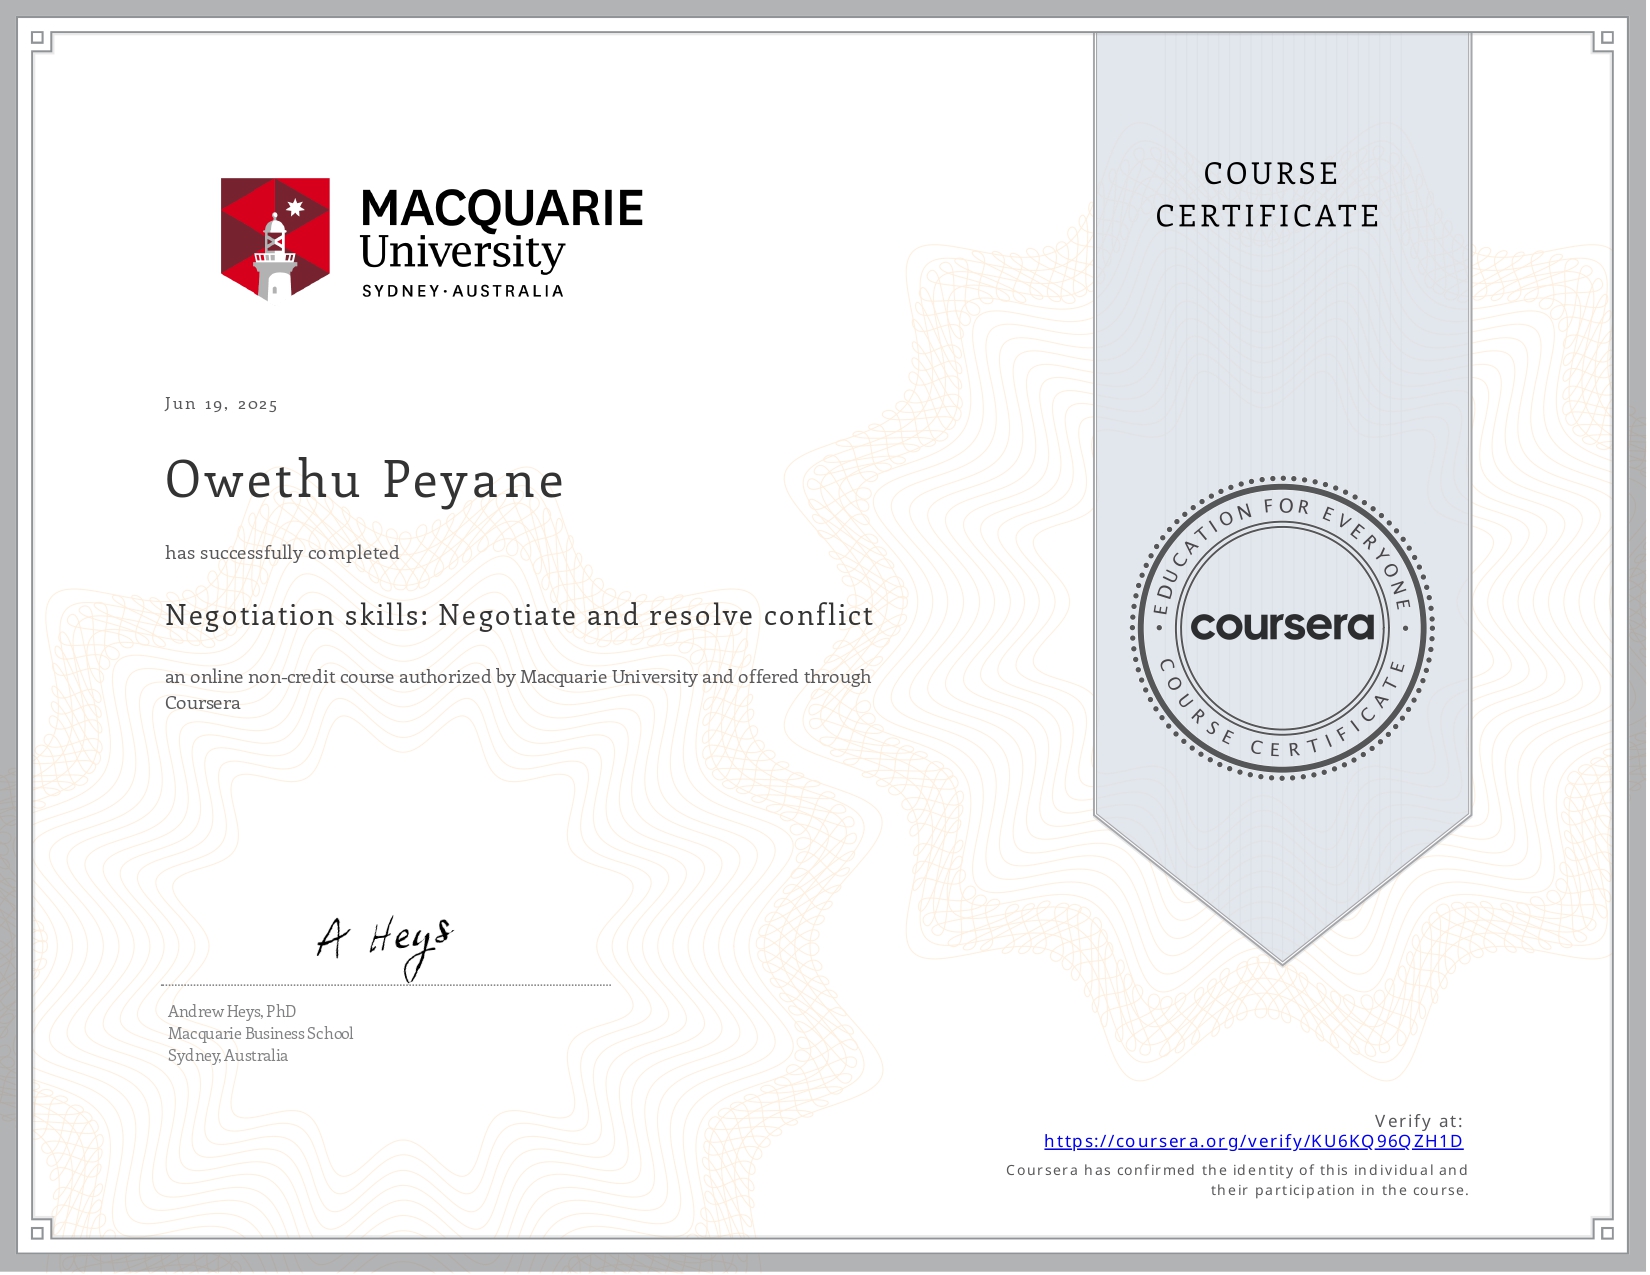 MACQUARIE
University
SYDNEY·AUSTRALIA
COURSE
CERTIFICATE
Jun 19, 2025
Owethu Peyane
has successfully completed
Negotiation skills: Negotiate and resolve conflict
an online non-credit course authorized by Macquarie University and offered through
Coursera
• EDUCATION FOR EVERYONE •
coursera
COURSE CERTIFICATE
A Heys
Andrew Heys, PhD
Macquarie Business School
Sydney, Australia
Verify at:
https://coursera.org/verify/KU6KQ96QZH1D
Coursera has confirmed the identity of this individual and
their participation in the course.